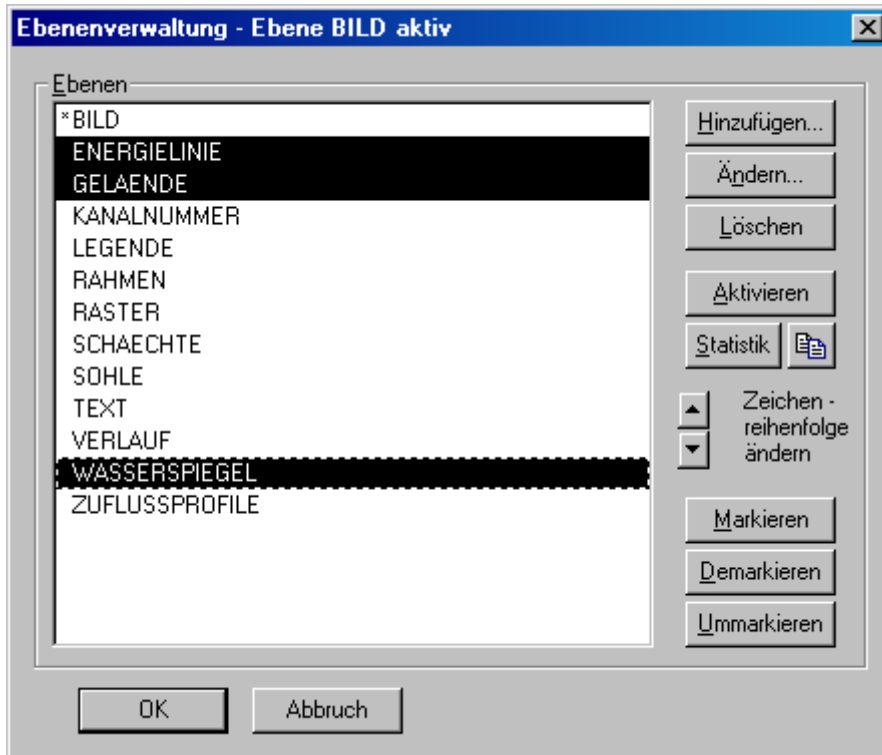 Ebenenverwaltung - Ebene BILD aktiv
Ebenen
*BILD
ENERGIELINIE
GELAENDE
KANALNUMMER
LEGENDE
RAHMEN
RASTER
SCHAECHTE
SOHLE
TEXT
VERLAUF
WASSERSPIEGEL
ZUFLUSSPROFILE
Hinzufügen...
Ändern...
Löschen
Aktivieren
Statistik
Zeichen -
reihenfolge
ändern
Markieren
Demarkieren
Ummarkieren
OK
Abbruch